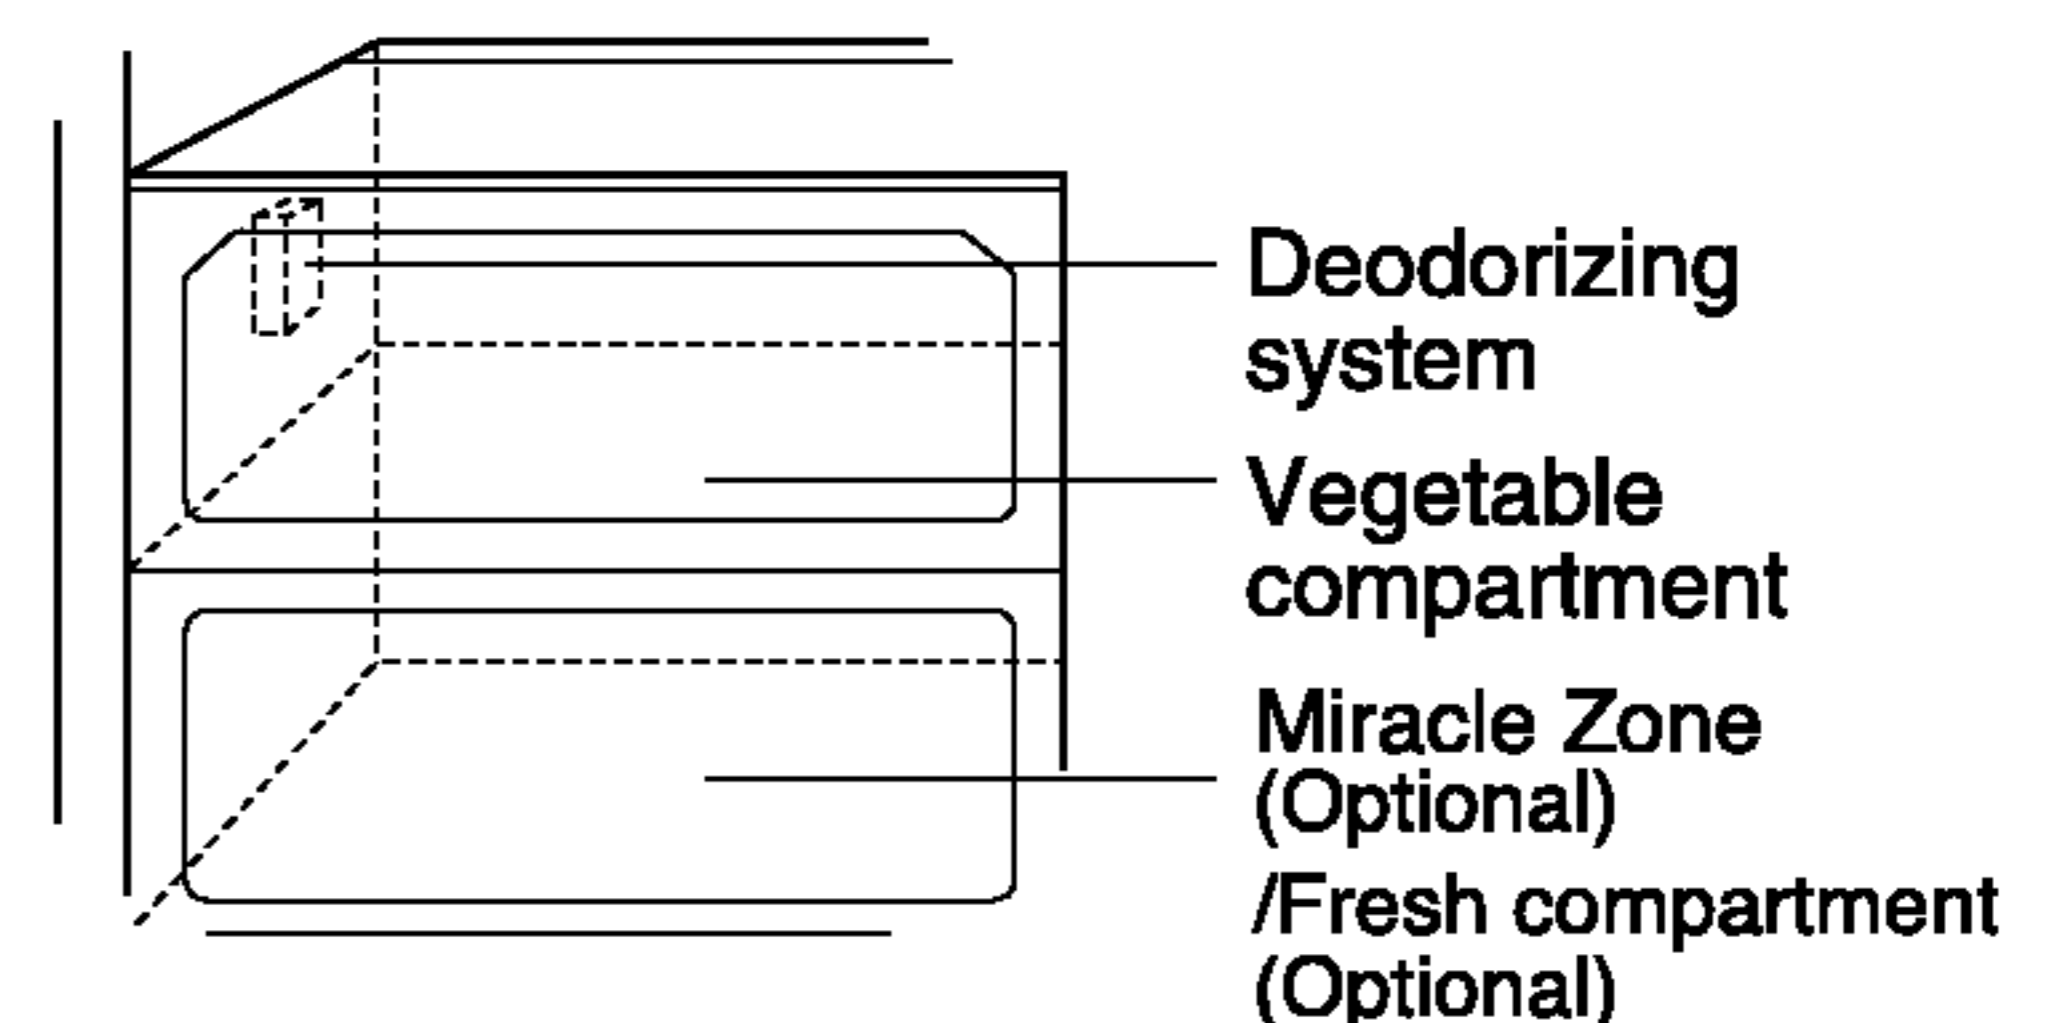 Deodorizing
system
Vegetable
compartment
Miracle Zone
(Optional)
/Fresh compartment
(Optional)